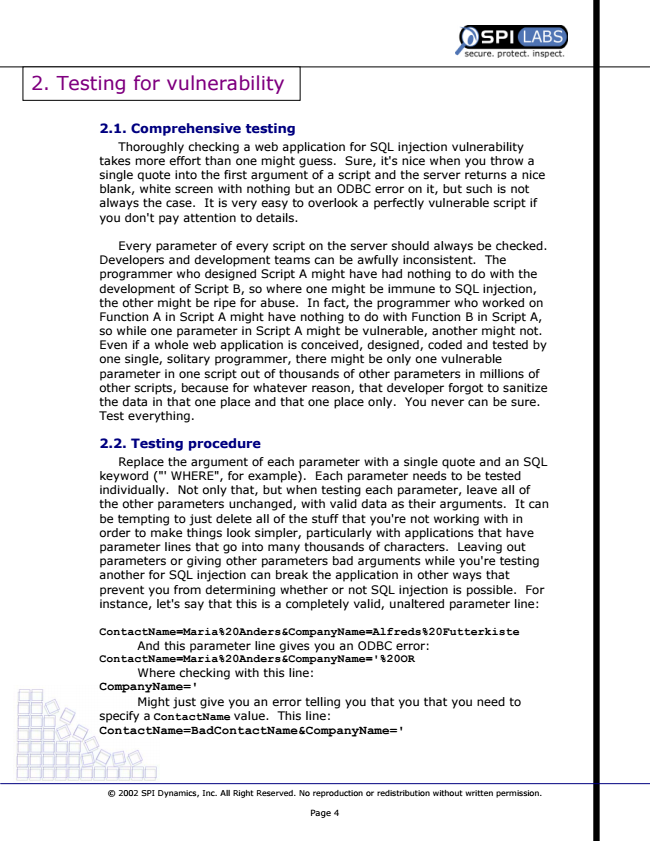 SPI LABS
secure. protect. inspect.
2. Testing for vulnerability
2.1. Comprehensive testing
Thoroughly checking a web application for SQL injection vulnerability
takes more effort than one might guess.  Sure, it's nice when you throw a
single quote into the first argument of a script and the server returns a nice
blank, white screen with nothing but an ODBC error on it, but such is not
always the case.  It is very easy to overlook a perfectly vulnerable script if
you don't pay attention to details.
Every parameter of every script on the server should always be checked.
Developers and development teams can be awfully inconsistent.  The
programmer who designed Script A might have had nothing to do with the
development of Script B, so where one might be immune to SQL injection,
the other might be ripe for abuse.  In fact, the programmer who worked on
Function A in Script A might have nothing to do with Function B in Script A,
so while one parameter in Script A might be vulnerable, another might not.
Even if a whole web application is conceived, designed, coded and tested by
one single, solitary programmer, there might be only one vulnerable
parameter in one script out of thousands of other parameters in millions of
other scripts, because for whatever reason, that developer forgot to sanitize
the data in that one place and that one place only.  You never can be sure.
Test everything.
2.2. Testing procedure
Replace the argument of each parameter with a single quote and an SQL
keyword ("' WHERE", for example).  Each parameter needs to be tested
individually.  Not only that, but when testing each parameter, leave all of
the other parameters unchanged, with valid data as their arguments.  It can
be tempting to just delete all of the stuff that you're not working with in
order to make things look simpler, particularly with applications that have
parameter lines that go into many thousands of characters.  Leaving out
parameters or giving other parameters bad arguments while you're testing
another for SQL injection can break the application in other ways that
prevent you from determining whether or not SQL injection is possible.  For
instance, let's say that this is a completely valid, unaltered parameter line:
ContactName=Maria%20Anders&CompanyName=Alfreds%20Futterkiste
And this parameter line gives you an ODBC error:
ContactName=Maria%20Anders&CompanyName='%20OR
Where checking with this line:
CompanyName='
Might just give you an error telling you that you that you need to
specify a ContactName value.  This line:
ContactName=BadContactName&CompanyName='
© 2002 SPI Dynamics, Inc. All Right Reserved. No reproduction or redistribution without written permission.
Page 4